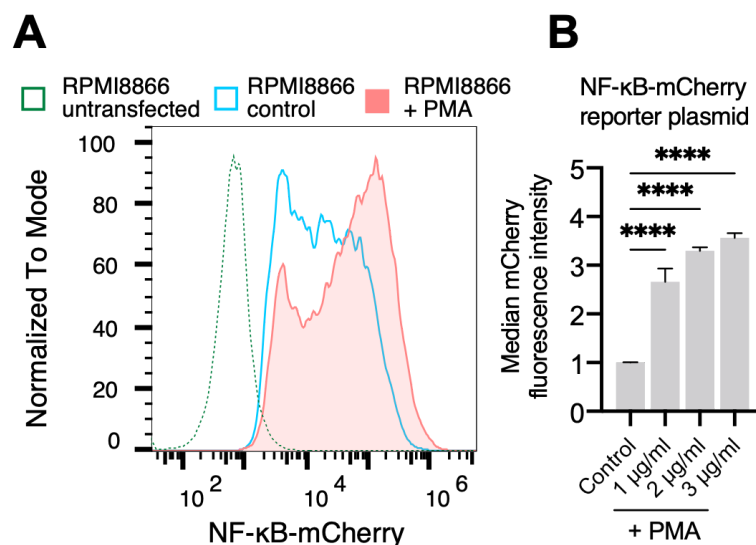 A
RPMI8866
untransfected
RPMI8866
control
RPMI8866
+ PMA
Normalized To Mode
100
80
60
40
20
0
10 2
10 4
10 6
NF-κB-mCherry
B
NF-κB-mCherry
reporter plasmid
Median mCherry
fluorescence intensity
5
4
3
2
1
0
****
****
****
Control
1 μg/ml
2 μg/ml
3 μg/ml
+ PMA